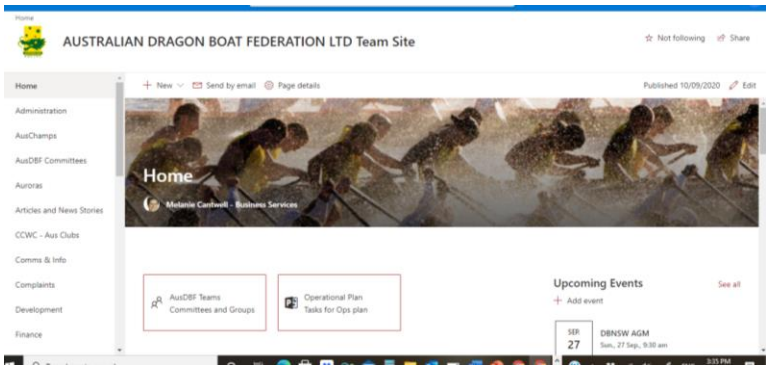 Home
AUSTRALIAN DRAGON BOAT FEDERATION LTD Team Site
Not following
Share
Home
Administration
AusChamps
AusDBF Committees
Auroras
Articles and News Stories
CCWC - Aus Clubs
Comms & Info
Complaints
Development
Finance
New
Send by email
Page details
Published 10/09/2020
Edit
Home
Melanie Cantwell - Business Services
AusDBF Teams
Committees and Groups
Operational Plan
Tasks for Ops plan
Upcoming Events
See all
Add event
SEP
27
DBNSW AGM
Sun., 27 Sep., 9:30 am
3:35 PM